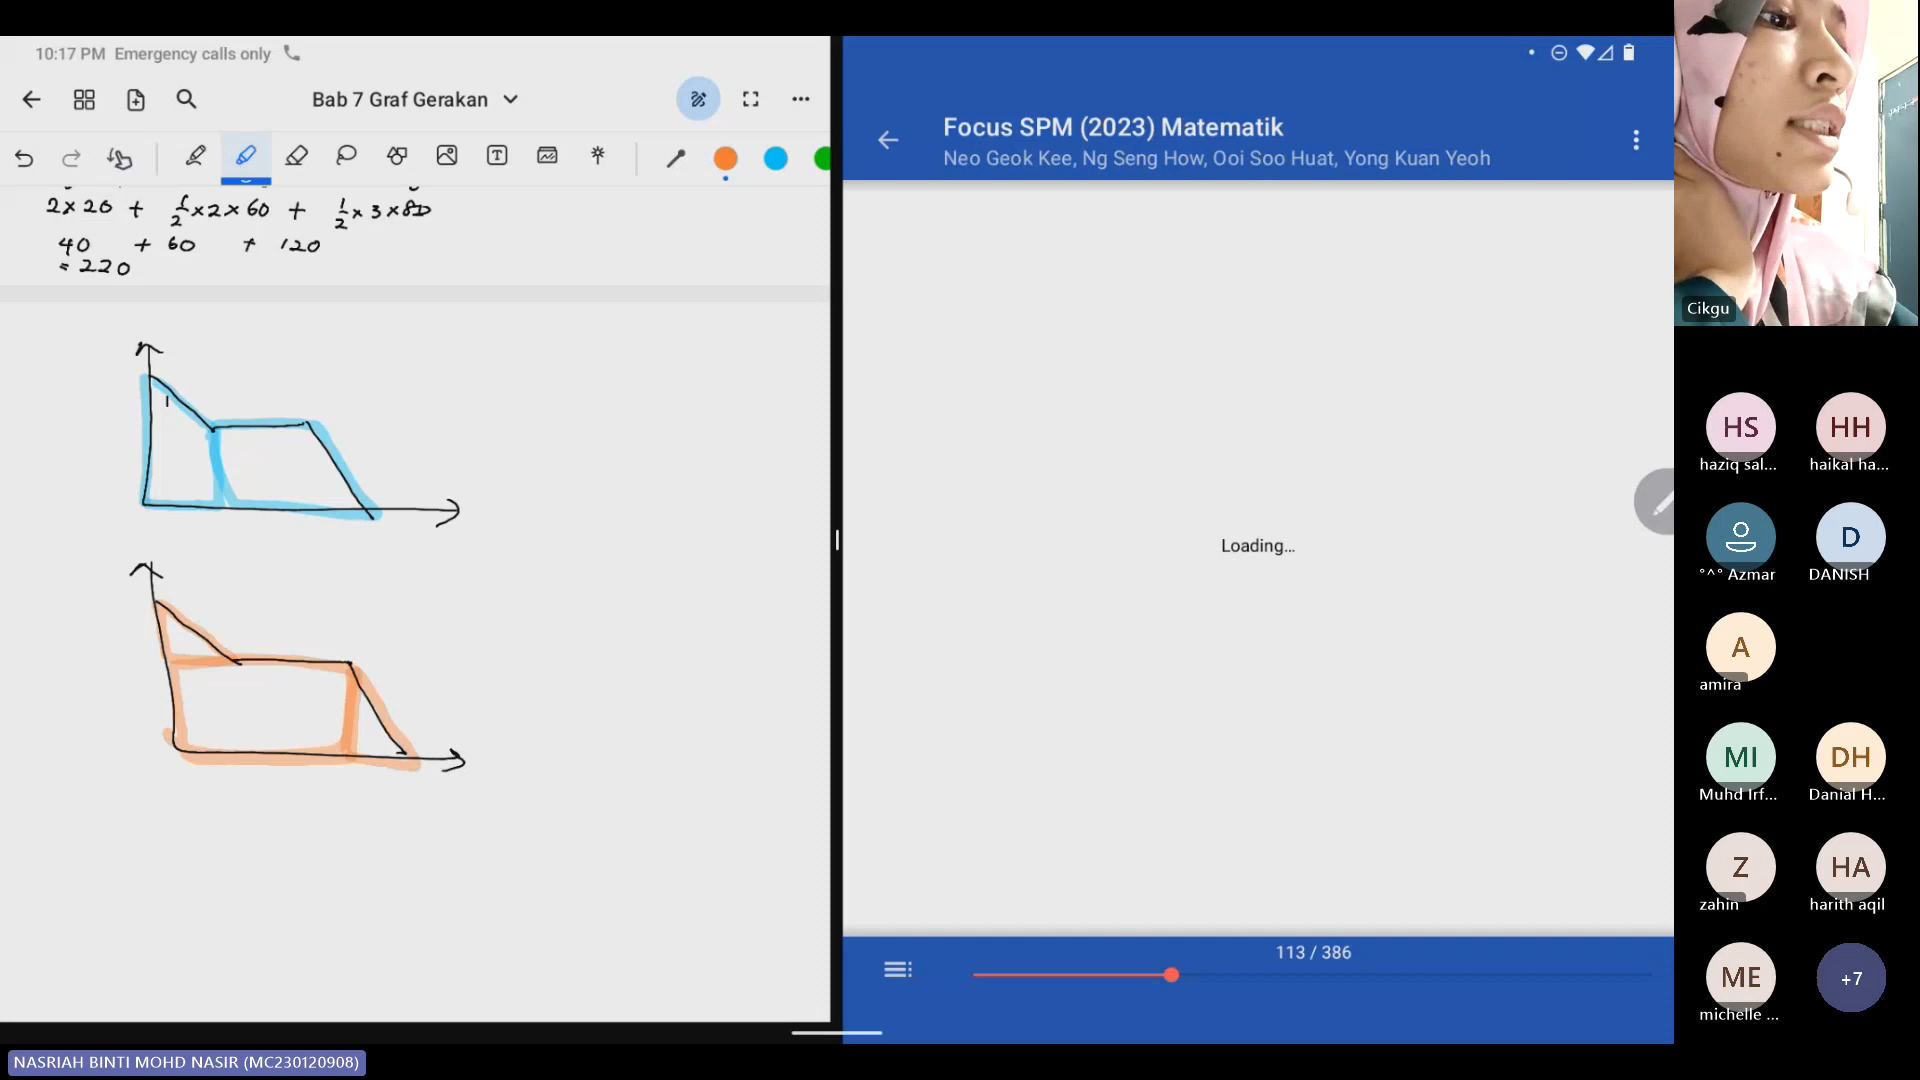 10:17 PM Emergency calls only
Bab 7 Graf Gerakan
2 x 20 + 1/2 x 2 x 60 + 1/2 x 3 x 80
40 + 60 + 120
= 220
Focus SPM (2023) Matematik
Neo Geok Kee, Ng Seng How, Ooi Soo Huat, Yong Kuan Yeoh
Loading...
113 / 386
Cikgu
HS HH
haziq sal... haikal ha...
D
°^° Azmar DANISH
A
amira
MI DH
Muhd Irf... Danial H...
Z HA
zahin harith aqil
ME +7
michelle ...
NASRIAH BINTI MOHD NASIR (MC230120908)